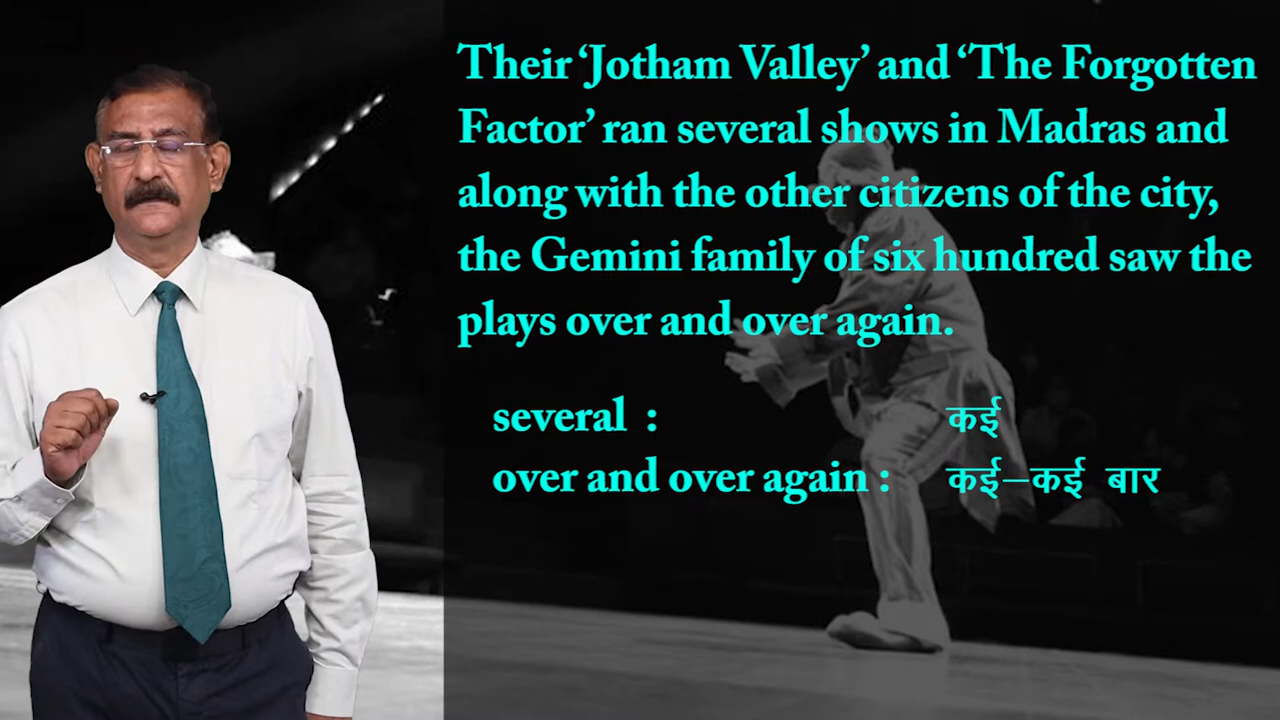 Their ‘Jotham Valley’ and ‘The Forgotten
Factor’ ran several shows in Madras and
along with the other citizens of the city,
the Gemini family of six hundred saw the
plays over and over again.
several : कई
over and over again : कई–कई बार